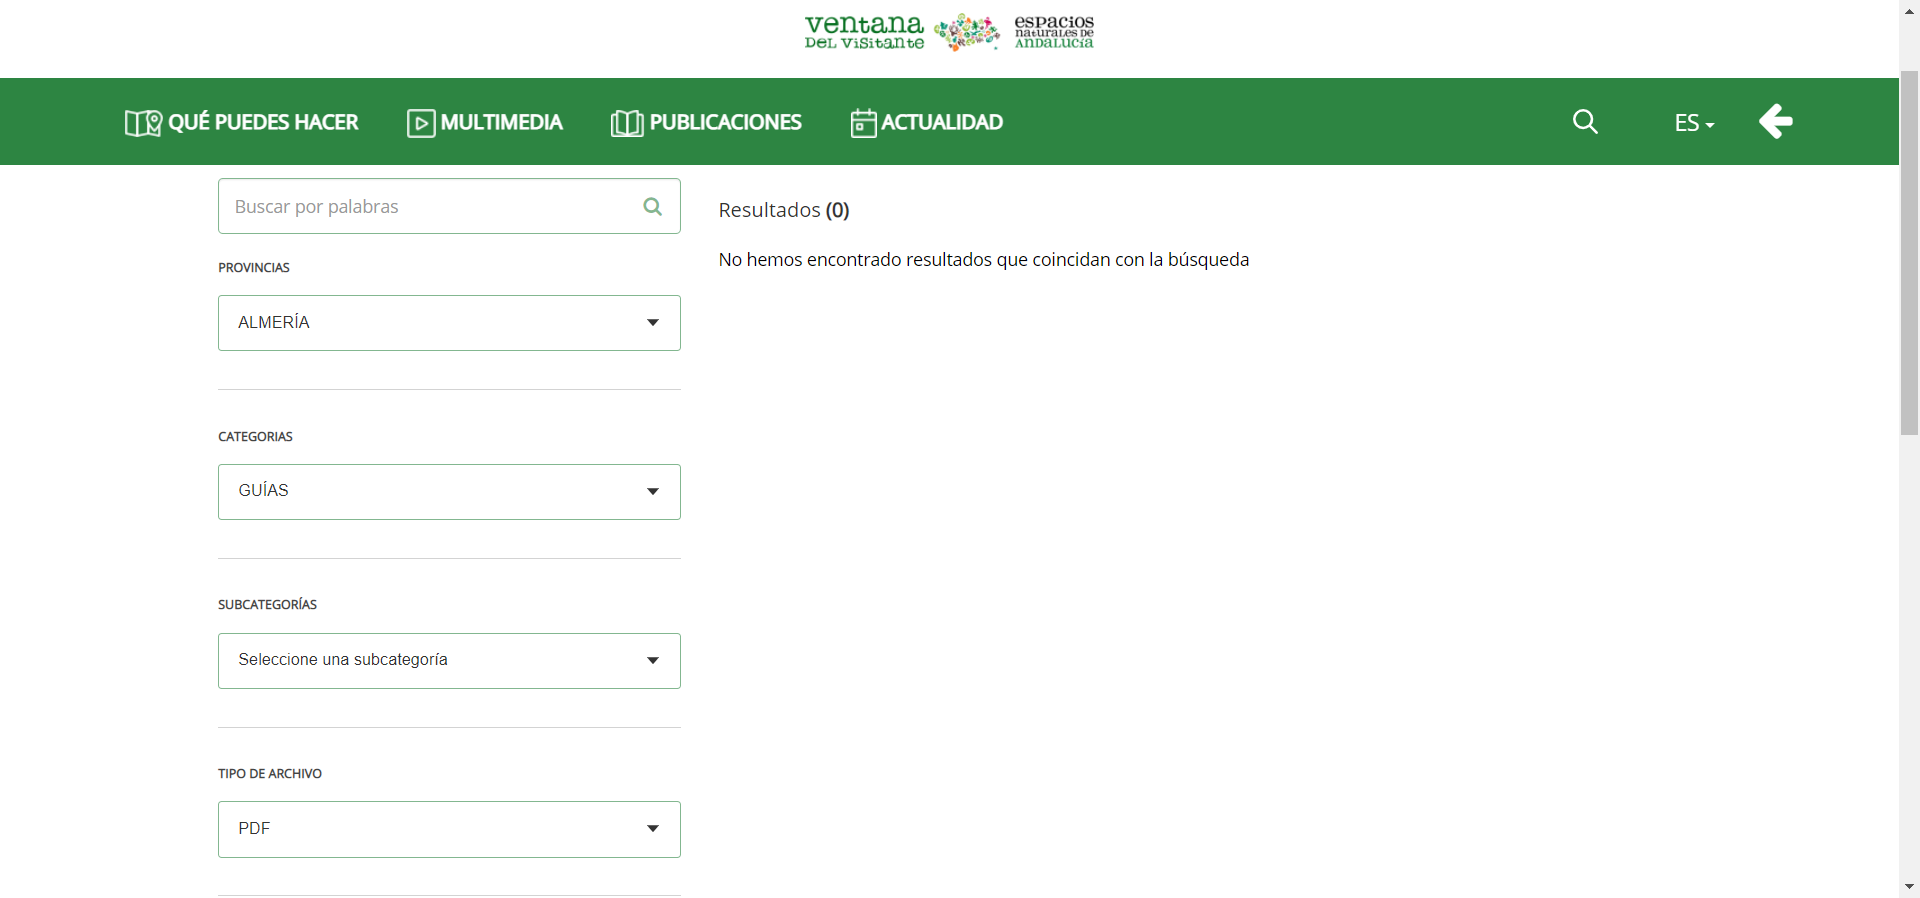 ventana
DEL VISITANTE
ESPACIOS
NATURALES DE
ANDALUCÍA
QUÉ PUEDES HACER
MULTIMEDIA
PUBLICACIONES
ACTUALIDAD
ES
Buscar por palabras
PROVINCIAS
ALMERÍA
CATEGORIAS
GUÍAS
SUBCATEGORÍAS
Seleccione una subcategoría
TIPO DE ARCHIVO
PDF
Resultados (0)
No hemos encontrado resultados que coincidan con la búsqueda